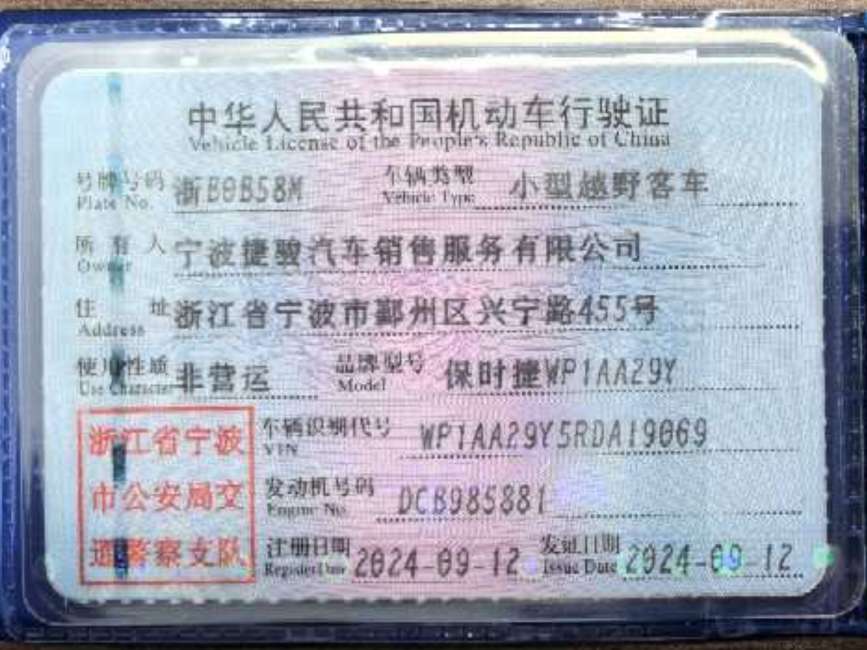 中华人民共和国机动车行驶证
Vehicle License of the People's Republic of China
号牌号码 浙B0B58M 车辆类型 小型越野客车
Plate No. Vehicle Type
所有人 宁波捷骏汽车销售服务有限公司
Owner
住址 浙江省宁波市鄞州区兴宁路455号
Address
使用性质 非营运 品牌型号 保时捷WP1AA29Y
Use Character Model
浙江省宁波
市公安局交
通警察支队
车辆识别代号 WP1AA29Y5RDA19069
VIN
发动机号码 DCB985881
Engine No.
注册日期 2024-09-12 发证日期 2024-09-12
Register Date Issue Date